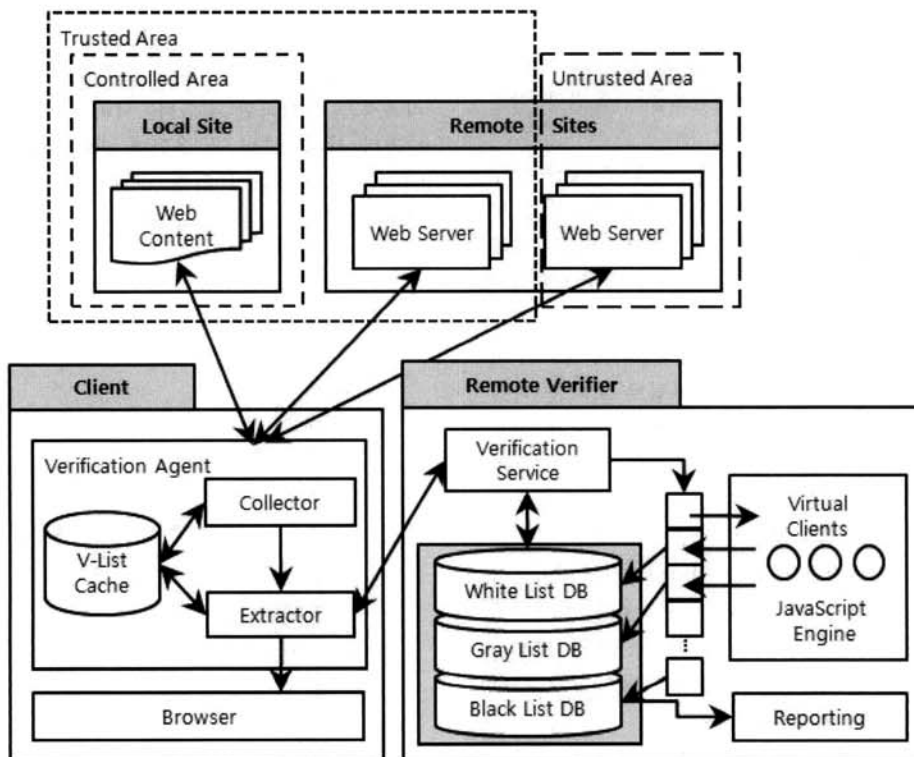 Trusted Area
Controlled Area
Untrusted Area
Local Site
Remote Sites
Web
Content
Web Server
Web Server
Client
Remote Verifier
Verification Agent
Collector
V-List
Cache
Extractor
Browser
Verification
Service
White List DB
Gray List DB
Black List DB
Virtual
Clients
JavaScript
Engine
Reporting